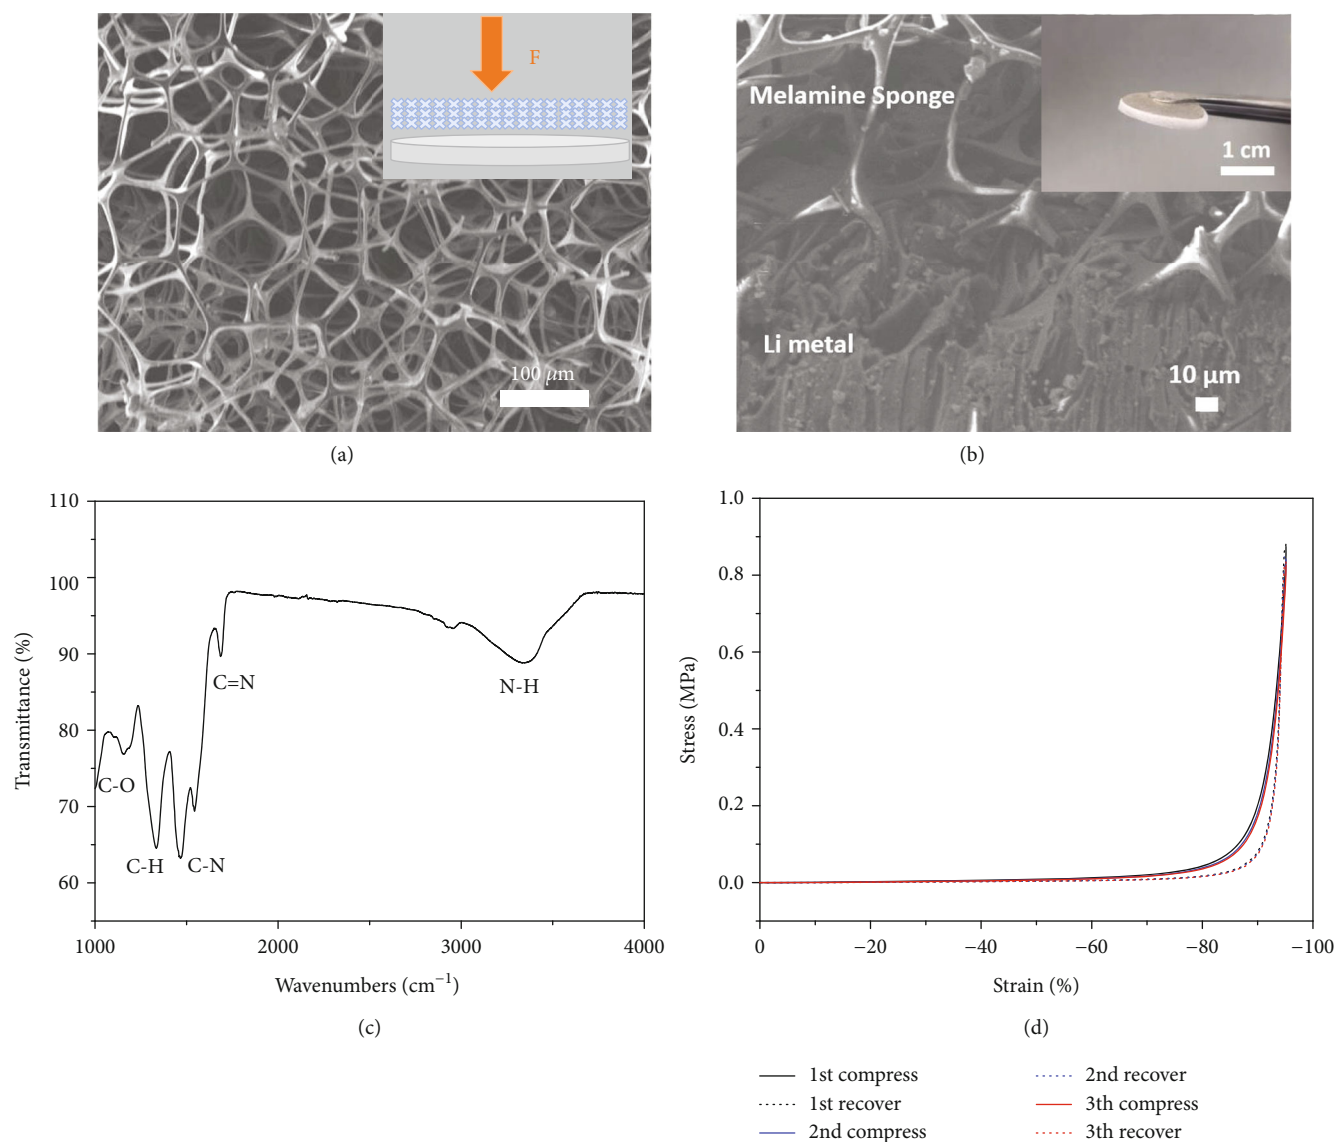 F
100 μm
(a)
Melamine Sponge
1 cm
Li metal
10 μm
(b)
110
100
90
80
70
60
Transmittance (%)
C-O
C-H
C-N
C=N
N-H
1000
2000
3000
4000
Wavenumbers (cm⁻¹)
(c)
1.0
0.8
0.6
0.4
0.2
0.0
Stress (MPa)
0
−20
−40
−60
−80
−100
Strain (%)
(d)
1st compress
1st recover
2nd compress
2nd recover
3th compress
3th recover